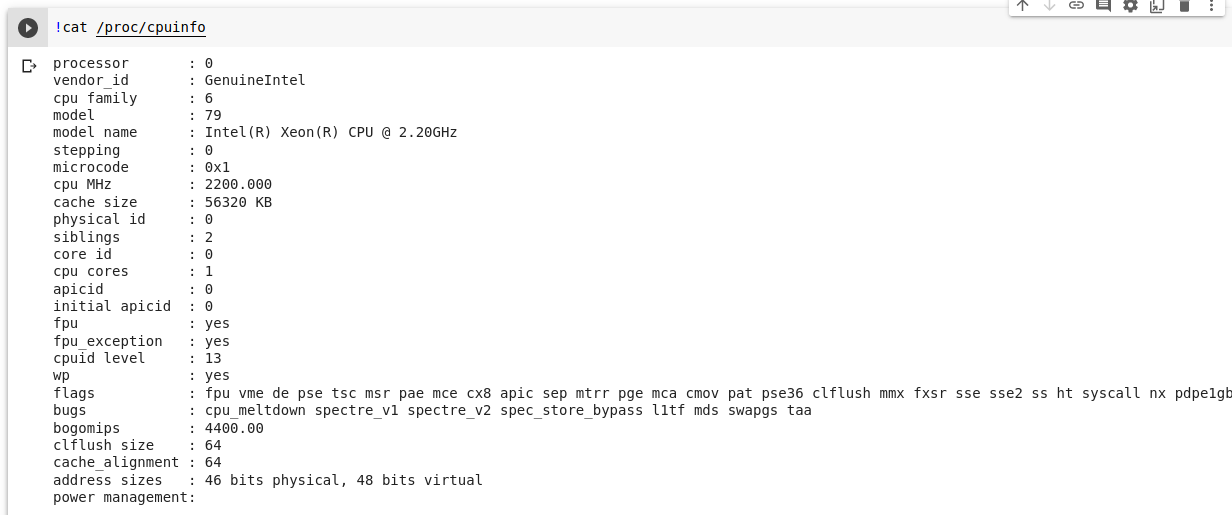 !cat /proc/cpuinfo
processor : 0
vendor_id : GenuineIntel
cpu family : 6
model : 79
model name : Intel(R) Xeon(R) CPU @ 2.20GHz
stepping : 0
microcode : 0x1
cpu MHz : 2200.000
cache size : 56320 KB
physical id : 0
siblings : 2
core id : 0
cpu cores : 1
apicid : 0
initial apicid : 0
fpu : yes
fpu_exception : yes
cpuid level : 13
wp : yes
flags : fpu vme de pse tsc msr pae mce cx8 apic sep mtrr pge mca cmov pat pse36 clflush mmx fxsr sse sse2 ss ht syscall nx pdpe1gb
bugs : cpu_meltdown spectre_v1 spectre_v2 spec_store_bypass l1tf mds swapgs taa
bogomips : 4400.00
clflush size : 64
cache_alignment : 64
address sizes : 46 bits physical, 48 bits virtual
power management: